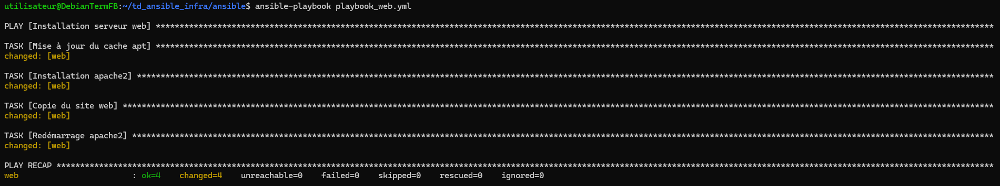 utilisateur@DebianTermFB:~/td_ansible_infra/ansible$ ansible-playbook playbook_web.yml
PLAY [Installation serveur web] *********************************************************************************************************************************************************************************
TASK [Mise à jour du cache apt] *********************************************************************************************************************************************************************************
changed: [web]
TASK [Installation apache2] *************************************************************************************************************************************************************************************
changed: [web]
TASK [Copie du site web] ****************************************************************************************************************************************************************************************
changed: [web]
TASK [Redémarrage apache2] **************************************************************************************************************************************************************************************
changed: [web]
PLAY RECAP ******************************************************************************************************************************************************************************************************
web                        : ok=4    changed=4    unreachable=0    failed=0    skipped=0    rescued=0    ignored=0